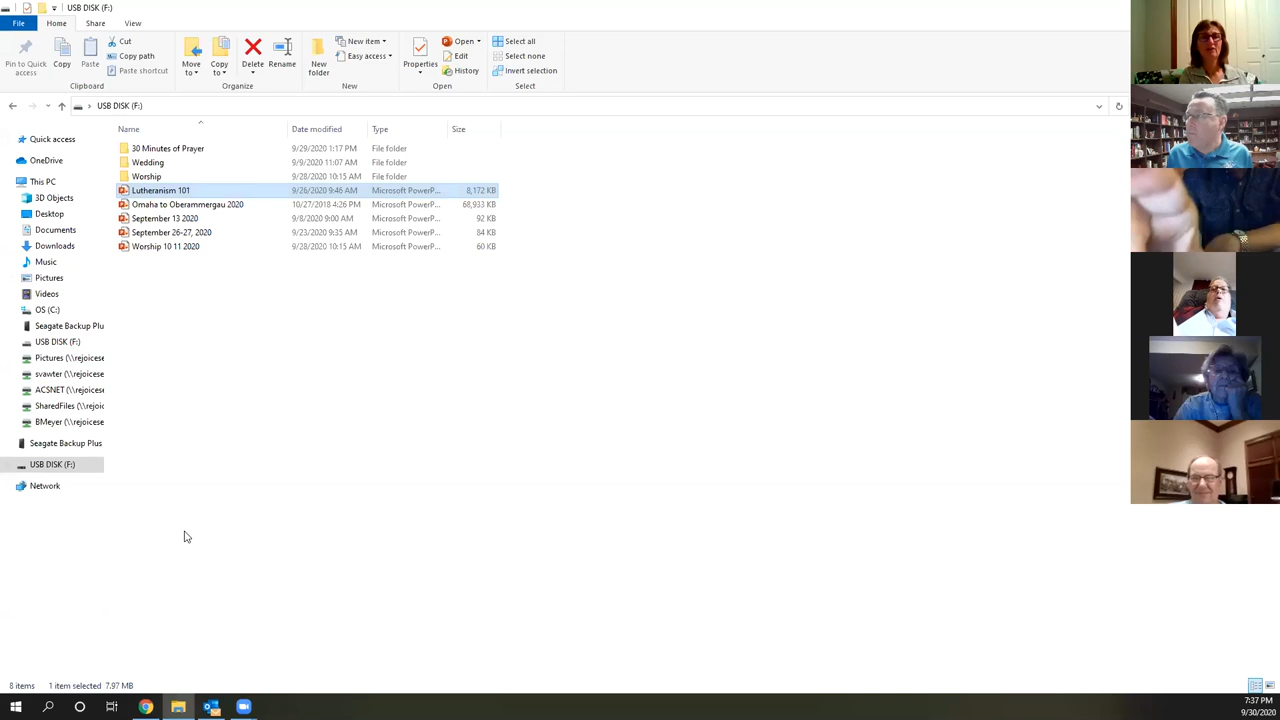 USB DISK (F:)
File Home Share View
Pin to Quick access
Copy
Paste
Cut
Copy path
Paste shortcut
Clipboard
Move to
Copy to
Delete
Rename
Organize
New folder
New item
Easy access
New
Properties
Open
Edit
History
Open
Select all
Select none
Invert selection
Select
USB DISK (F:)
Name Date modified Type Size
30 Minutes of Prayer 9/29/2020 1:17 PM File folder
Wedding 9/9/2020 11:07 AM File folder
Worship 9/28/2020 10:15 AM File folder
Lutheranism 101 9/26/2020 9:46 AM Microsoft PowerP... 8,172 KB
Omaha to Oberammergau 2020 10/27/2018 4:26 PM Microsoft PowerP... 68,933 KB
September 13 2020 9/8/2020 9:00 AM Microsoft PowerP... 92 KB
September 26-27, 2020 9/23/2020 9:35 AM Microsoft PowerP... 84 KB
Worship 10 11 2020 9/28/2020 10:15 AM Microsoft PowerP... 60 KB
Quick access
OneDrive
This PC
3D Objects
Desktop
Documents
Downloads
Music
Pictures
Videos
OS (C:)
Seagate Backup Plu
USB DISK (F:)
Pictures (\\rejoicese
svawter (\\rejoicese
ACSNET (\\rejoicese
SharedFiles (\\rejoic
BMeyer (\\rejoicese
Seagate Backup Plus
USB DISK (F:)
Network
8 items 1 item selected 7.97 MB
7:37 PM
9/30/2020